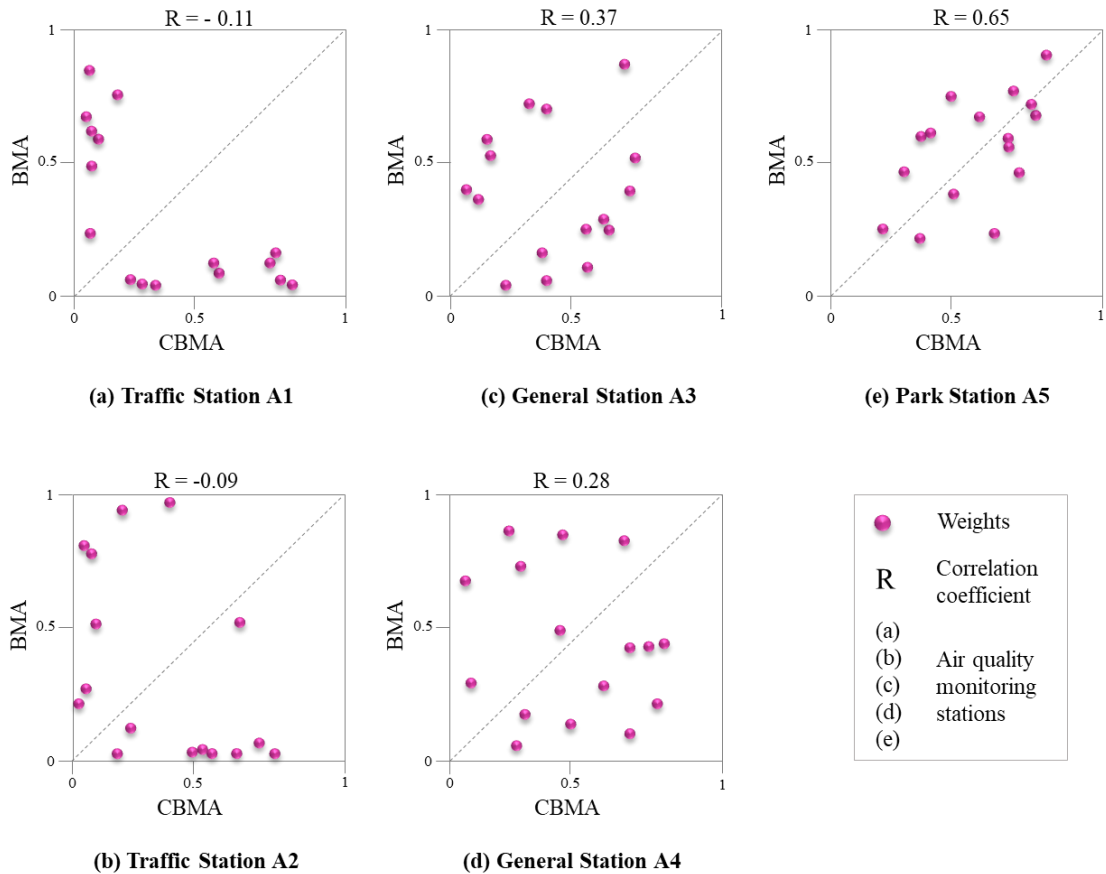 R = - 0.11
1
0.5
0
BMA
0
0.5
1
CBMA
(a) Traffic Station A1
R = 0.37
1
0.5
0
BMA
0
0.5
1
CBMA
(c) General Station A3
R = 0.65
1
0.5
0
BMA
0
0.5
1
CBMA
(e) Park Station A5
R = -0.09
1
0.5
0
BMA
0
0.5
1
CBMA
(b) Traffic Station A2
R = 0.28
1
0.5
0
BMA
0
0.5
1
CBMA
(d) General Station A4
Weights
R Correlation
coefficient
(a)
(b) Air quality
(c) monitoring
(d) stations
(e)